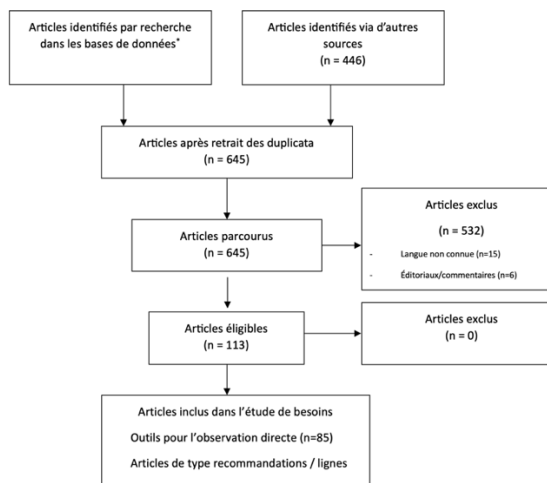 Articles identifiés par recherche
dans les bases de données*
Articles identifiés via d'autres
sources
(n = 446)
Articles après retrait des duplicata
(n = 645)
Articles parcourus
(n = 645)
Articles exclus
(n = 532)
- Langue non connue (n=15)
- Éditoriaux/commentaires (n=6)
Articles éligibles
(n = 113)
Articles exclus
(n = 0)
Articles inclus dans l'étude de besoins
Outils pour l'observation directe (n=85)
Articles de type recommandations / lignes